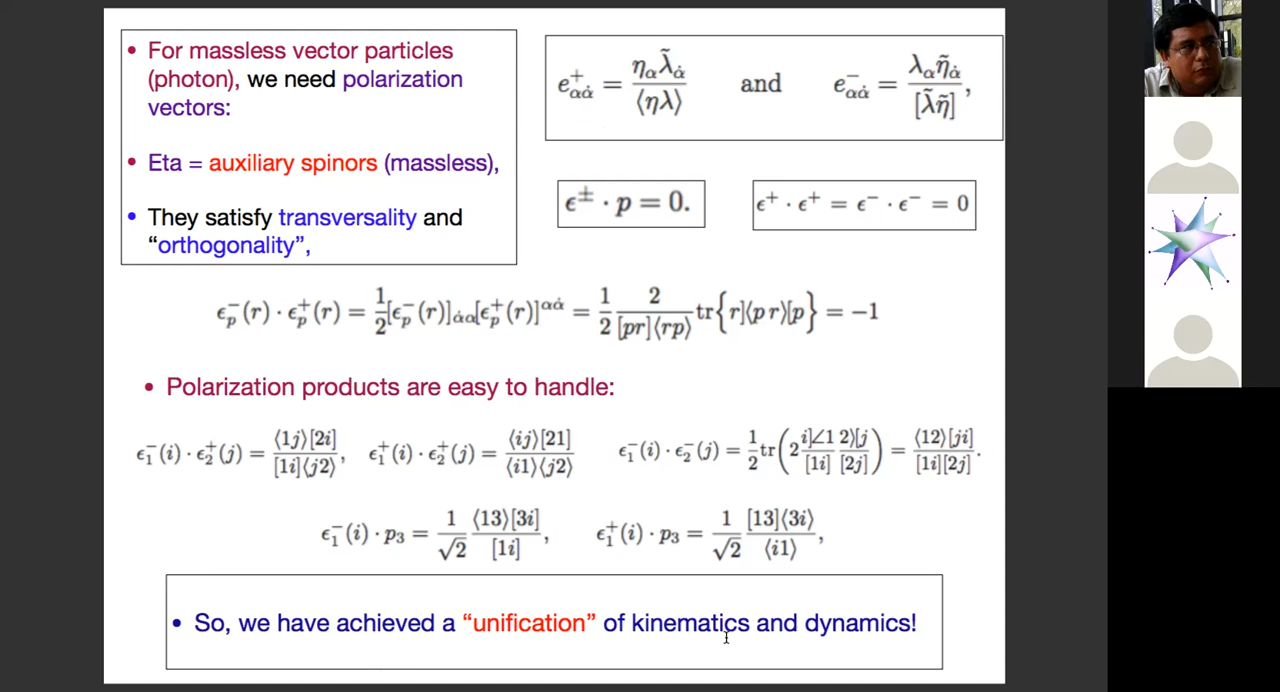 • For massless vector particles
(photon), we need polarization
vectors:
• Eta = auxiliary spinors (massless),
• They satisfy transversality and
“orthogonality”,
e^+_{αα̇} = η_α λ̃_α̇ / ⟨ηλ⟩ and e^-_{αα̇} = λ_α η̃_α̇ / [λ̃η̃],
ϵ^± · p = 0.
ϵ^+ · ϵ^+ = ϵ^- · ϵ^- = 0
ϵ^-_p(r) · ϵ^+_p(r) = 1/2 [ϵ^-_p(r)]_{α̇α}[ϵ^+_p(r)]^{αα̇} = 1/2 2/([pr]⟨rp⟩) tr{r]⟨p r⟩[p} = −1
• Polarization products are easy to handle:
ϵ^-_1(i) · ϵ^+_2(j) = ⟨1j⟩[2i] / [1i]⟨j2⟩, ϵ^+_1(i) · ϵ^+_2(j) = ⟨ij⟩[21] / ⟨i1⟩⟨j2⟩ ϵ^-_1(i) · ϵ^-_2(j) = 1/2 tr(2 i]∠1/[1i] 2⟩[j/[2j]) = ⟨12⟩[ji] / [1i][2j].
ϵ^-_1(i) · p_3 = 1/√2 ⟨13⟩[3i] / [1i], ϵ^+_1(i) · p_3 = 1/√2 [13]⟨3i⟩ / ⟨i1⟩,
• So, we have achieved a “unification” of kinematics and dynamics!